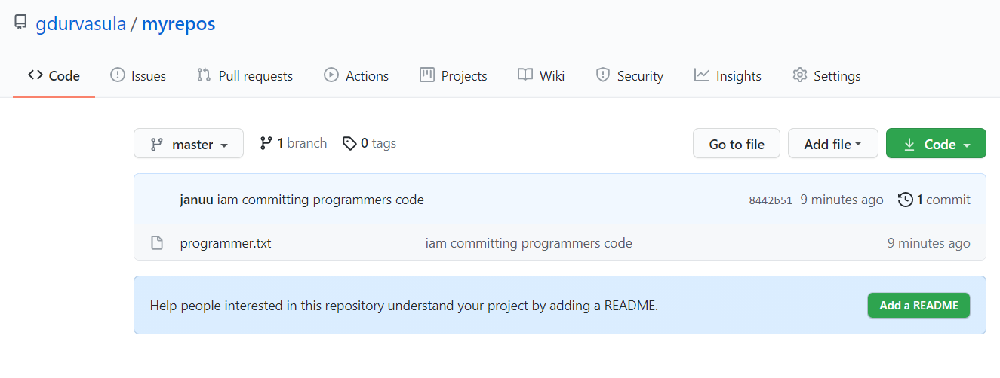 gdurvasula / myrepos
Code Issues Pull requests Actions Projects Wiki Security Insights Settings
master 1 branch 0 tags Go to file Add file Code
januu iam committing programmers code 8442b51 9 minutes ago 1 commit
programmer.txt iam committing programmers code 9 minutes ago
Help people interested in this repository understand your project by adding a README. Add a README